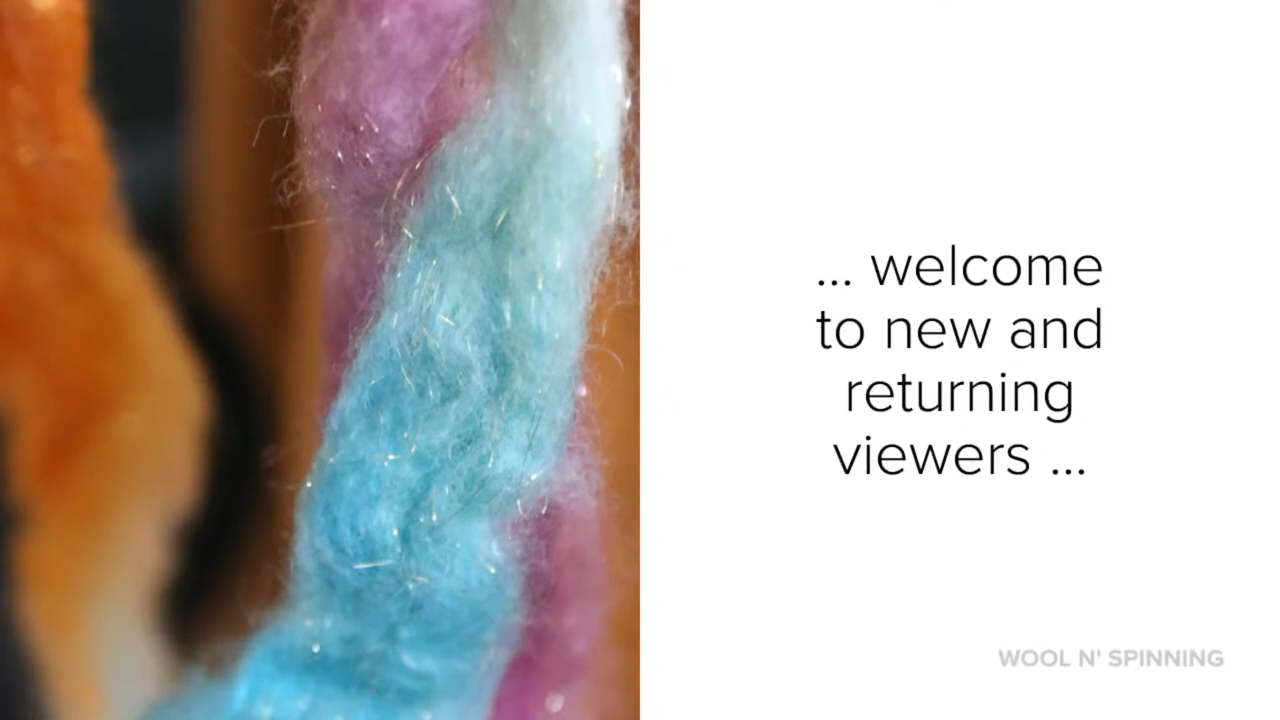 ... welcome
to new and
returning
viewers ...
WOOL N' SPINNING